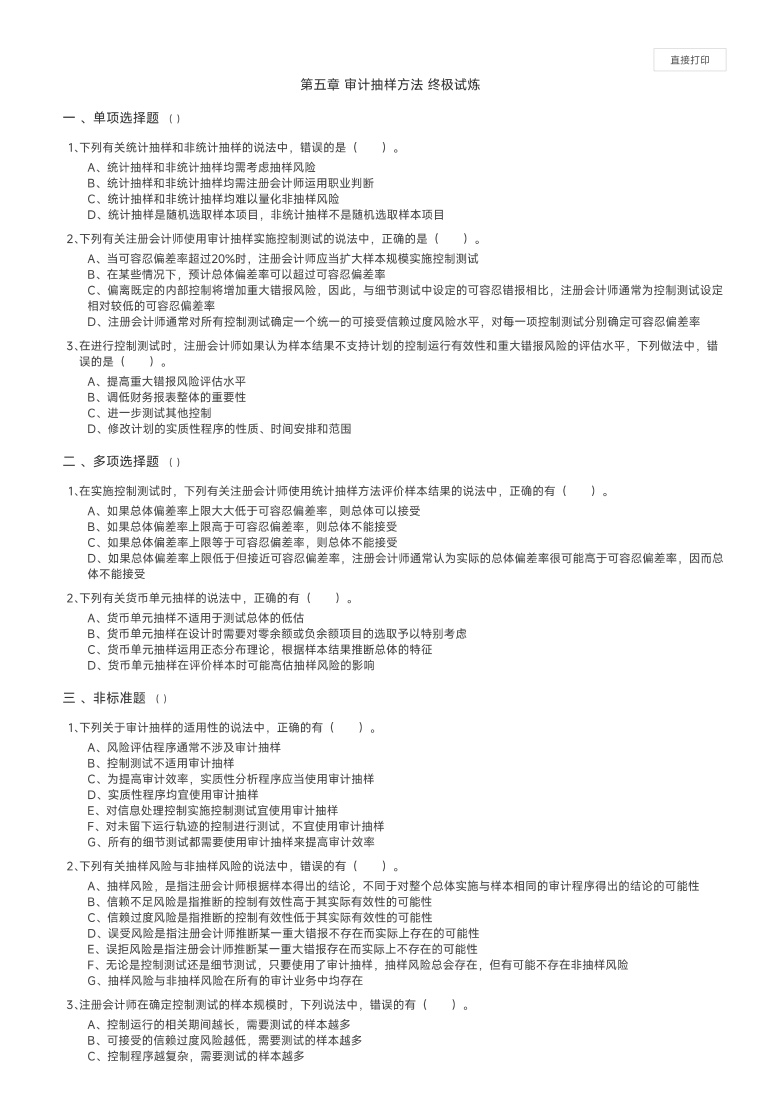 直接打印
第五章 审计抽样方法 终极试炼
一 、单项选择题 （ ）
1、下列有关统计抽样和非统计抽样的说法中，错误的是（　　）。
A、统计抽样和非统计抽样均需考虑抽样风险
B、统计抽样和非统计抽样均需注册会计师运用职业判断
C、统计抽样和非统计抽样均难以量化非抽样风险
D、统计抽样是随机选取样本项目，非统计抽样不是随机选取样本项目
2、下列有关注册会计师使用审计抽样实施控制测试的说法中，正确的是（　　）。
A、当可容忍偏差率超过20%时，注册会计师应当扩大样本规模实施控制测试
B、在某些情况下，预计总体偏差率可以超过可容忍偏差率
C、偏离既定的内部控制将增加重大错报风险，因此，与细节测试中设定的可容忍错报相比，注册会计师通常为控制测试设定
相对较低的可容忍偏差率
D、注册会计师通常对所有控制测试确定一个统一的可接受信赖过度风险水平，对每一项控制测试分别确定可容忍偏差率
3、在进行控制测试时，注册会计师如果认为样本结果不支持计划的控制运行有效性和重大错报风险的评估水平，下列做法中，错
误的是（　　）。
A、提高重大错报风险评估水平
B、调低财务报表整体的重要性
C、进一步测试其他控制
D、修改计划的实质性程序的性质、时间安排和范围
二 、多项选择题 （ ）
1、在实施控制测试时，下列有关注册会计师使用统计抽样方法评价样本结果的说法中，正确的有（　　）。
A、如果总体偏差率上限大大低于可容忍偏差率，则总体可以接受
B、如果总体偏差率上限高于可容忍偏差率，则总体不能接受
C、如果总体偏差率上限等于可容忍偏差率，则总体不能接受
D、如果总体偏差率上限低于但接近可容忍偏差率，注册会计师通常认为实际的总体偏差率很可能高于可容忍偏差率，因而总
体不能接受
2、下列有关货币单元抽样的说法中，正确的有（　　）。
A、货币单元抽样不适用于测试总体的低估
B、货币单元抽样在设计时需要对零余额或负余额项目的选取予以特别考虑
C、货币单元抽样运用正态分布理论，根据样本结果推断总体的特征
D、货币单元抽样在评价样本时可能高估抽样风险的影响
三 、非标准题 （ ）
1、下列关于审计抽样的适用性的说法中，正确的有（　　）。
A、风险评估程序通常不涉及审计抽样
B、控制测试不适用审计抽样
C、为提高审计效率，实质性分析程序应当使用审计抽样
D、实质性程序均宜使用审计抽样
E、对信息处理控制实施控制测试宜使用审计抽样
F、对未留下运行轨迹的控制进行测试，不宜使用审计抽样
G、所有的细节测试都需要使用审计抽样来提高审计效率
2、下列有关抽样风险与非抽样风险的说法中，错误的有（　　）。
A、抽样风险，是指注册会计师根据样本得出的结论，不同于对整个总体实施与样本相同的审计程序得出的结论的可能性
B、信赖不足风险是指推断的控制有效性高于其实际有效性的可能性
C、信赖过度风险是指推断的控制有效性低于其实际有效性的可能性
D、误受风险是指注册会计师推断某一重大错报不存在而实际上存在的可能性
E、误拒风险是指注册会计师推断某一重大错报存在而实际上不存在的可能性
F、无论是控制测试还是细节测试，只要使用了审计抽样，抽样风险总会存在，但有可能不存在非抽样风险
G、抽样风险与非抽样风险在所有的审计业务中均存在
3、注册会计师在确定控制测试的样本规模时，下列说法中，错误的有（　　）。
A、控制运行的相关期间越长，需要测试的样本越多
B、可接受的信赖过度风险越低，需要测试的样本越多
C、控制程序越复杂，需要测试的样本越多